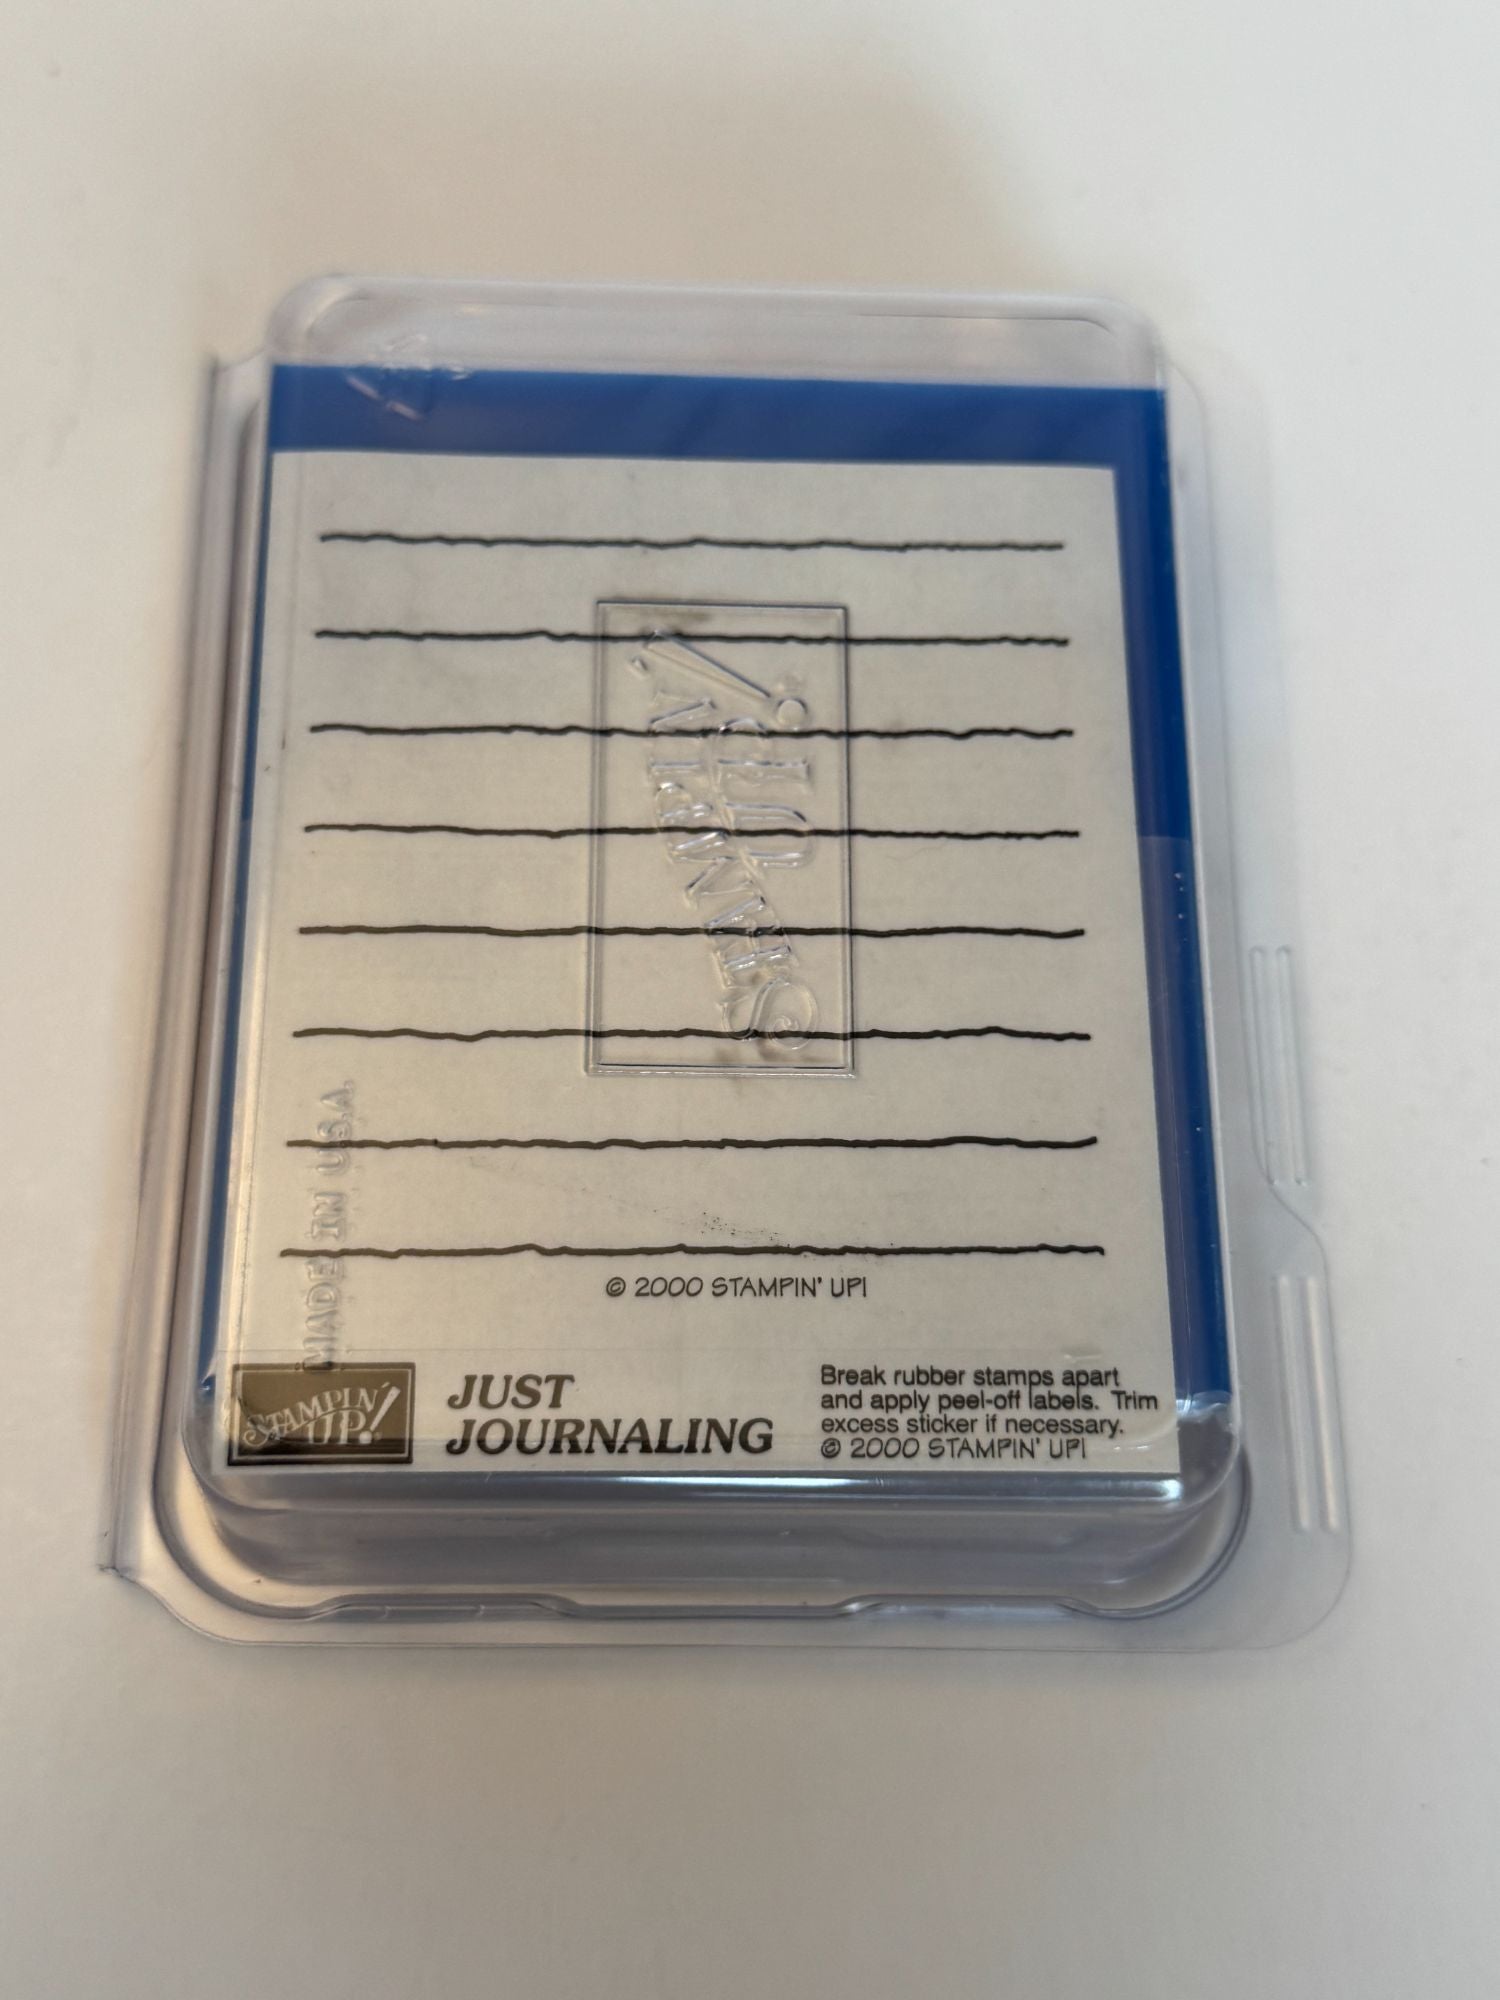 STAMPIN' UP!
MADE IN U.S.A.
© 2000 STAMPIN' UP!
STAMPIN' UP!
JUST
JOURNALING
Break rubber stamps apart
and apply peel-off labels. Trim
excess sticker if necessary.
© 2000 STAMPIN' UP!